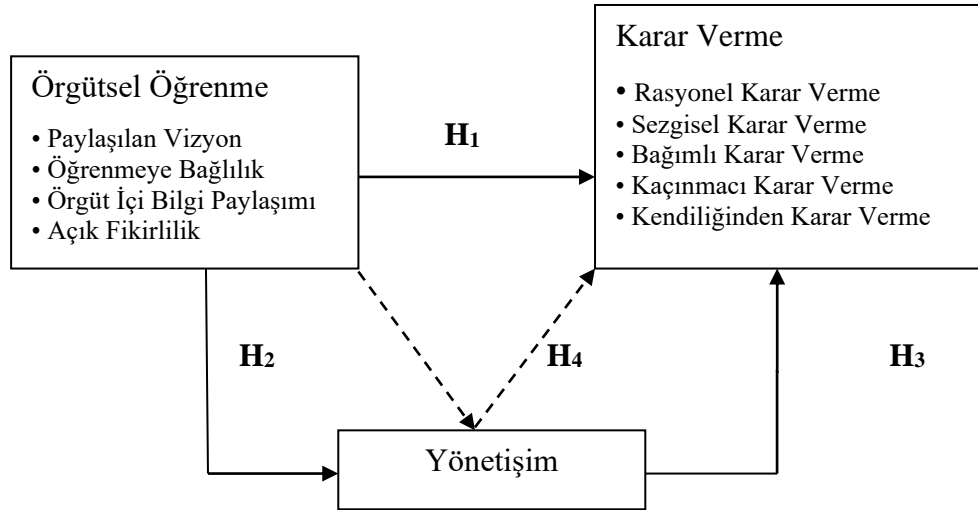 Örgütsel Öğrenme
• Paylaşılan Vizyon
• Öğrenmeye Bağlılık
• Örgüt İçi Bilgi Paylaşımı
• Açık Fikirlilik
H1
Karar Verme
• Rasyonel Karar Verme
• Sezgisel Karar Verme
• Bağımlı Karar Verme
• Kaçınmacı Karar Verme
• Kendiliğinden Karar Verme
H2
H4
H3
Yönetişim